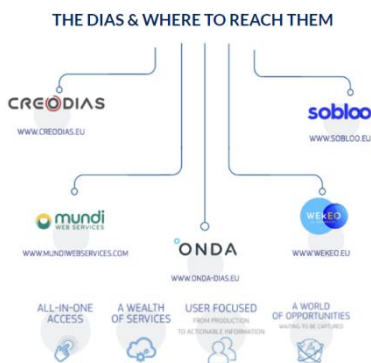 THE DIAS & WHERE TO REACH THEM
CREODIAS
WWW.CREODIAS.EU
sobloo
WWW.SOBLOO.EU
mundi
WEB SERVICES
WWW.MUNDIWEBSERVICES.COM
ONDA
WWW.ONDA-DIAS.EU
WEKEO
WWW.WEKEO.EU
ALL-IN-ONE
ACCESS
A WEALTH
OF SERVICES
USER FOCUSED
FROM PRODUCTION
TO ACTIONABLE INFORMATION
A WORLD
OF OPPORTUNITIES
WAITING TO BE CAPTURED